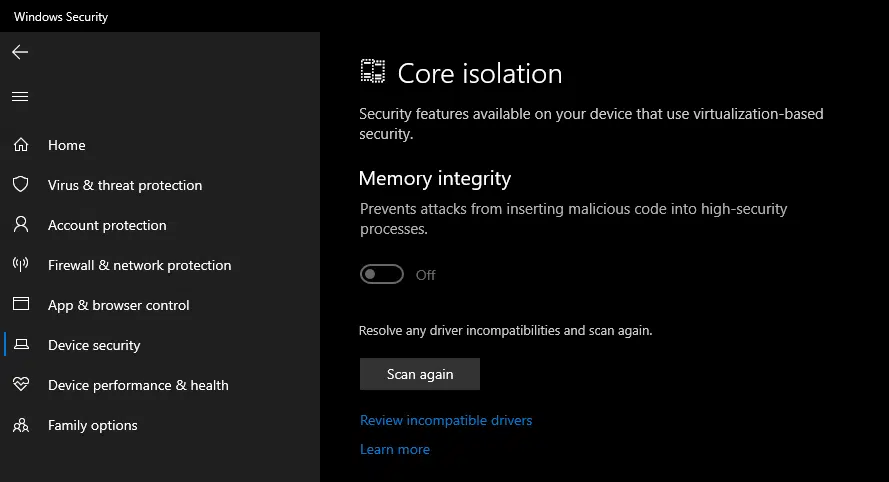 Windows Security
Home
Virus & threat protection
Account protection
Firewall & network protection
App & browser control
Device security
Device performance & health
Family options
Core isolation
Security features available on your device that use virtualization-based
security.
Memory integrity
Prevents attacks from inserting malicious code into high-security
processes.
Off
Resolve any driver incompatibilities and scan again.
Scan again
Review incompatible drivers
Learn more